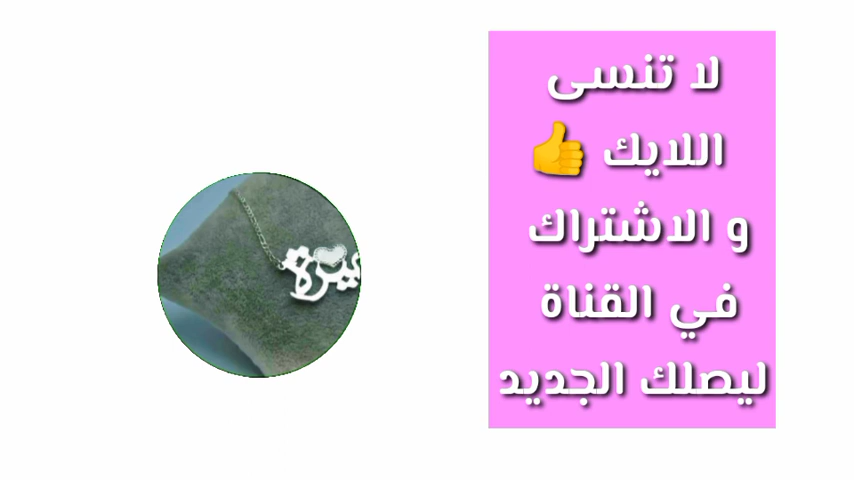 لا تنسى
اللايك 👍
و الاشتراك
في القناة
ليصلك الجديد